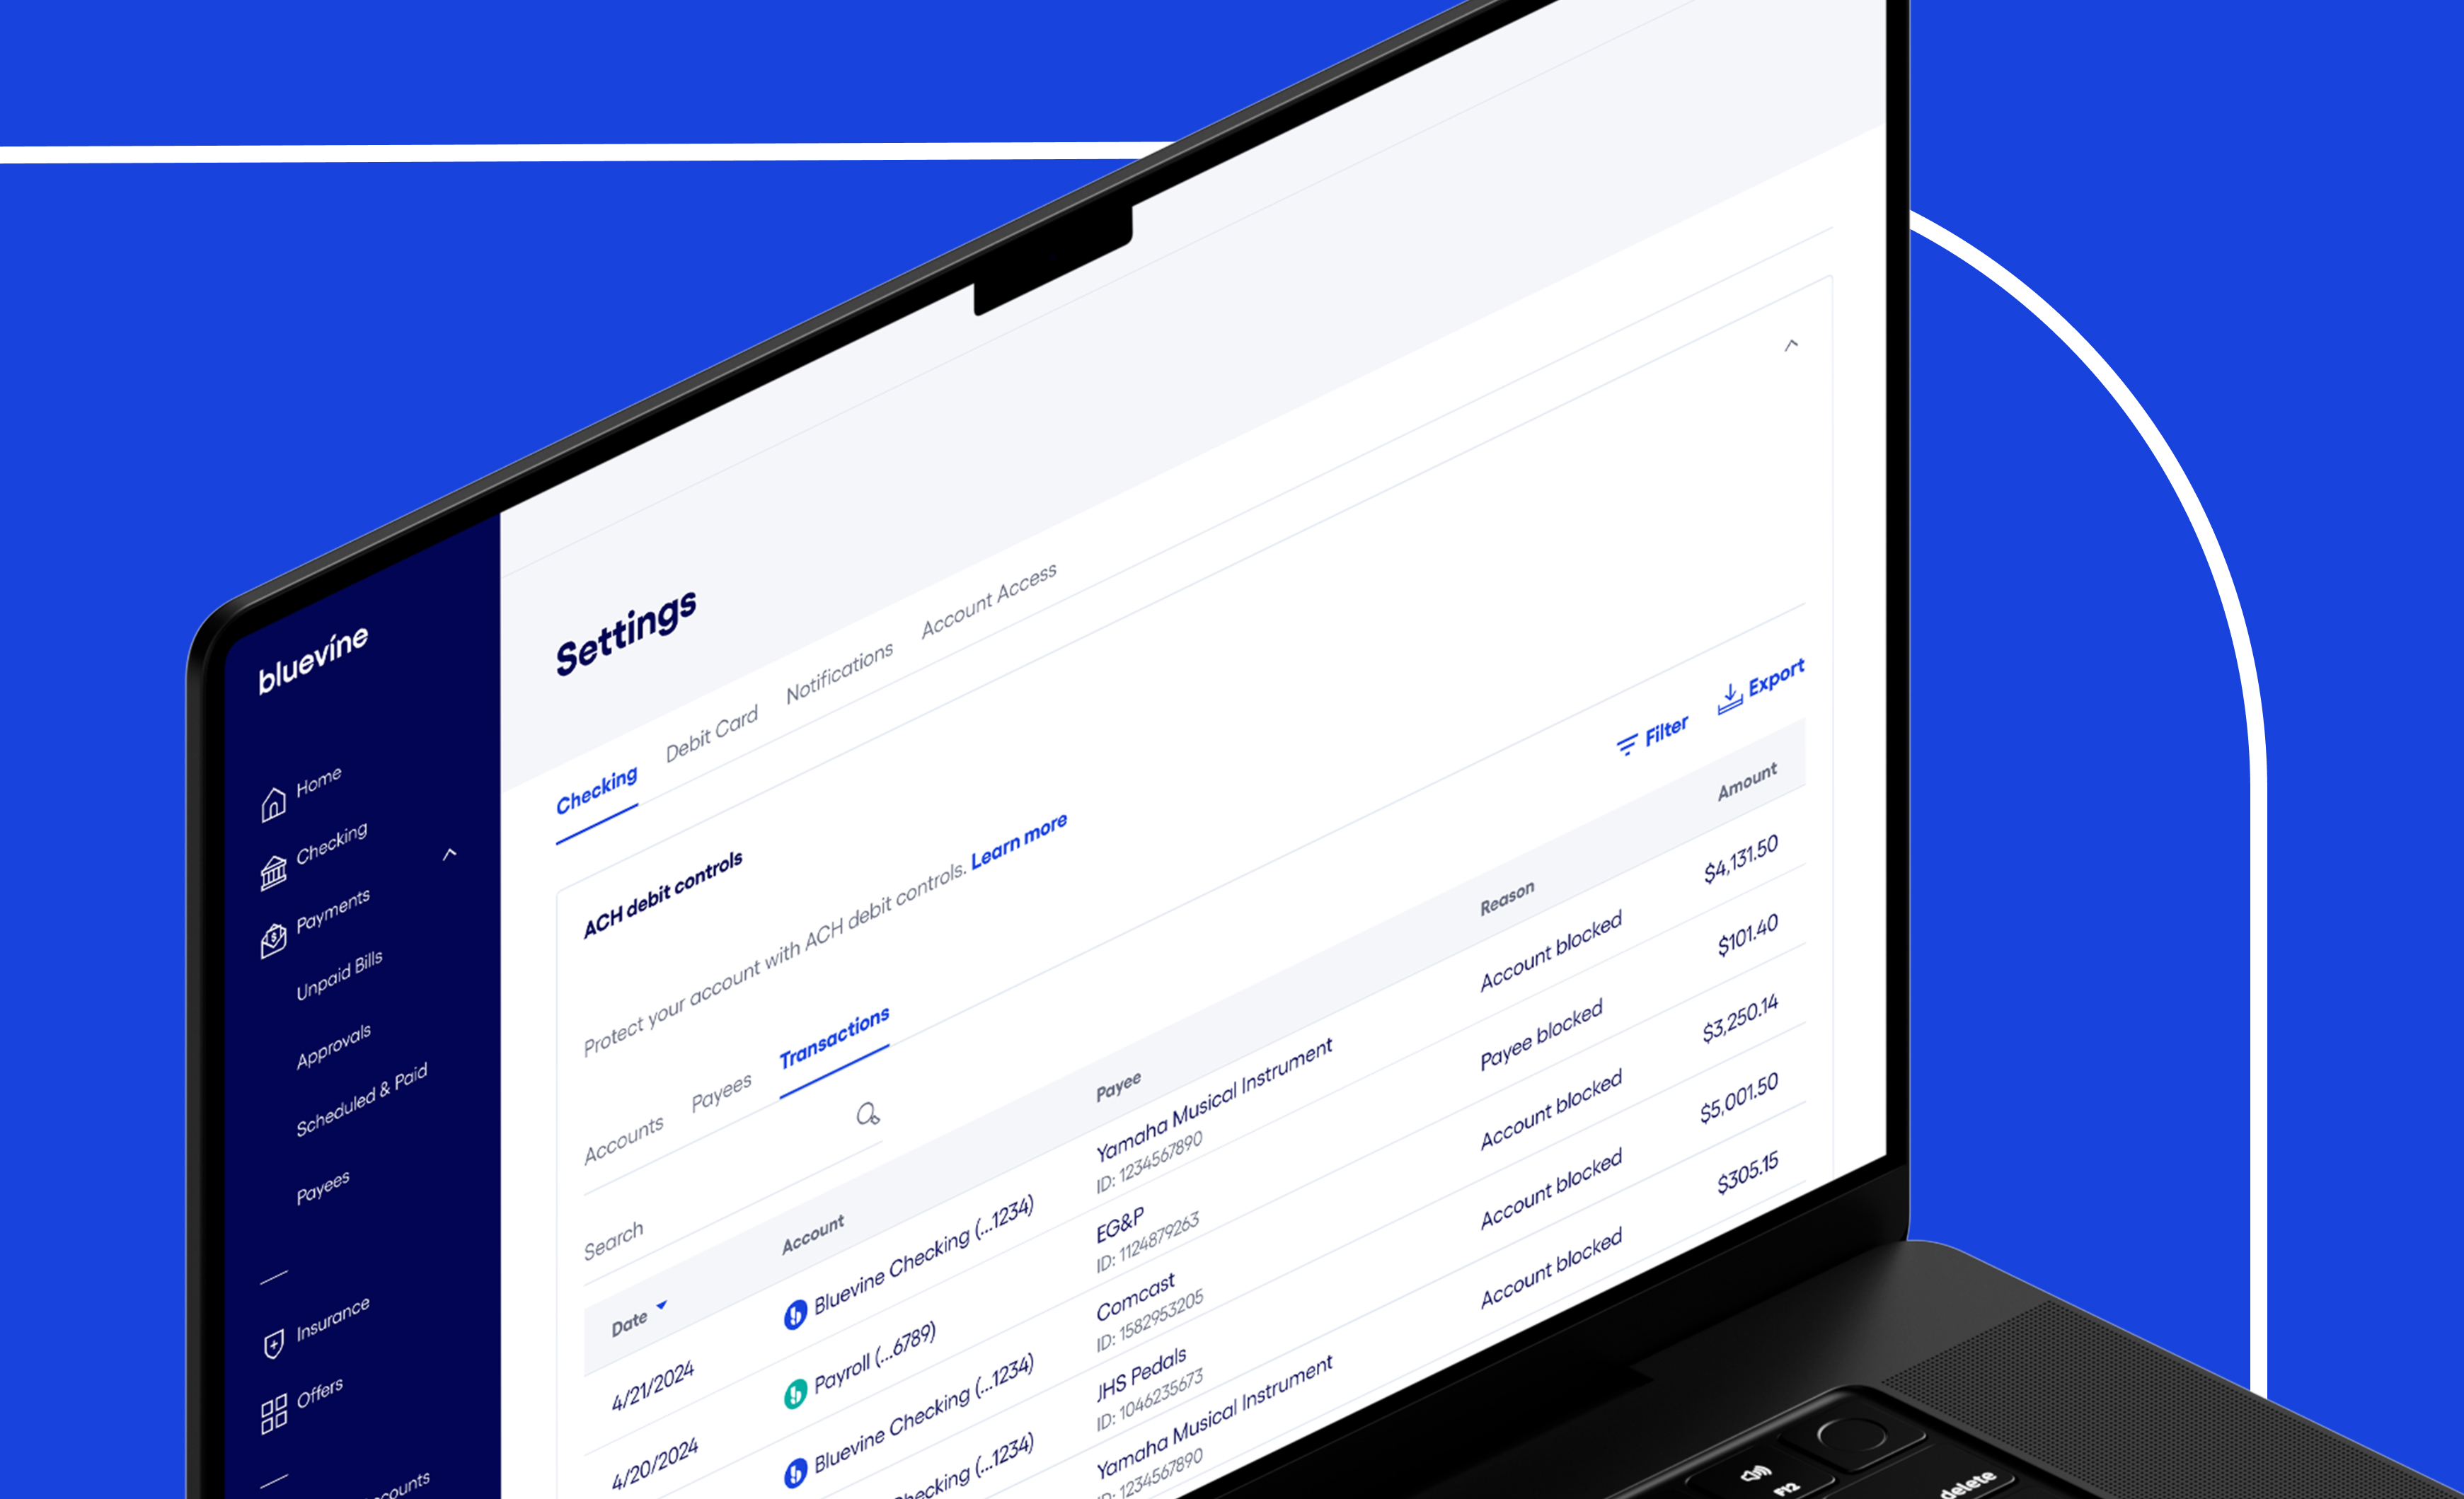 bluevine
Home
Checking
Payments
Unpaid Bills
Approvals
Scheduled & Paid
Payees
Insurance
Offers
Settings
Checking
Debit Card
Notifications
Account Access
ACH debit controls
Protect your account with ACH debit controls. Learn more
Accounts
Payees
Transactions
Search
Filter
Export
Date Account Payee Reason Amount
4/21/2024 Bluevine Checking (...1234) Yamaha Musical Instrument Account blocked $4,131.50
ID: 1234567890
4/20/2024 Payroll (...6789) EG&P Payee blocked $101.40
ID: 1124879263
Bluevine Checking (...1234) Comcast Account blocked $3,250.14
ID: 1582953205
(...1234) JHS Pedals Account blocked $5,001.50
ID: 1046235673
Yamaha Musical Instrument Account blocked $305.15
1234567890
F12
delete